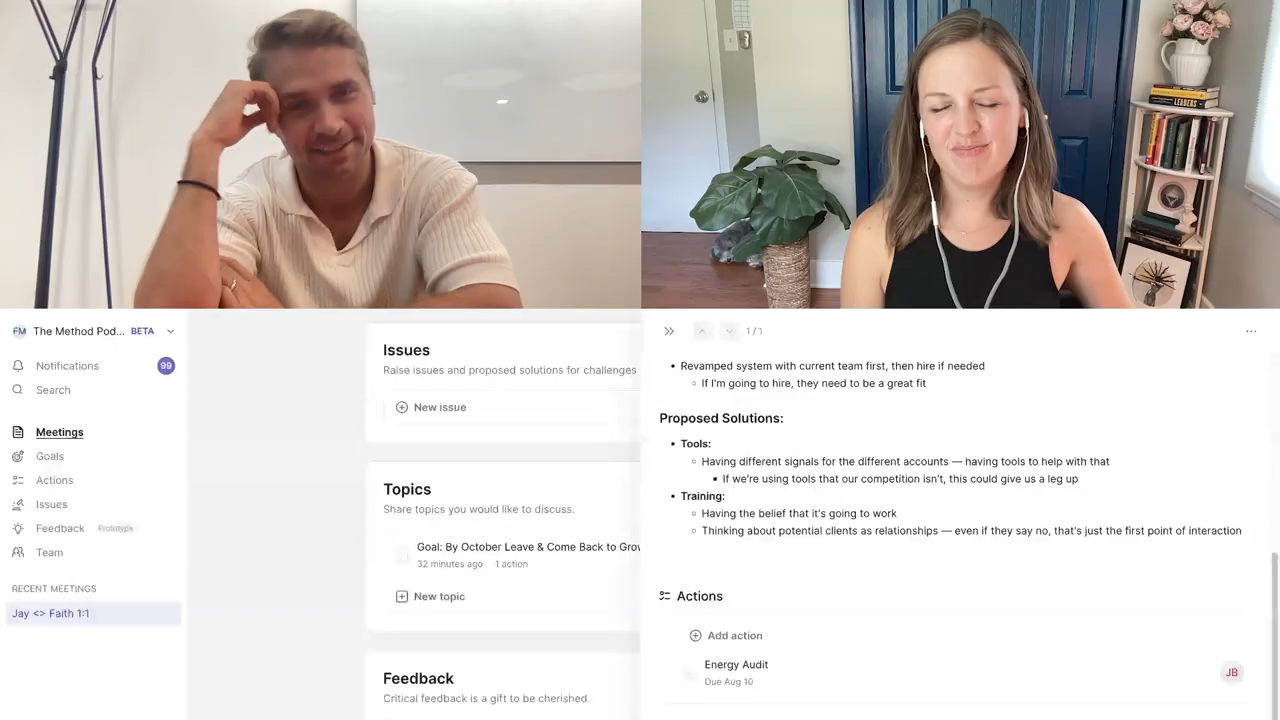 LEADERS
FM The Method Pod... BETA
Notifications 99
Search
Meetings
Goals
Actions
Issues
Feedback Prototype
Team
RECENT MEETINGS
Jay <> Faith 1:1
Issues
Raise issues and proposed solutions for challenges
New issue
Topics
Share topics you would like to discuss.
Goal: By October Leave & Come Back to Grow
32 minutes ago 1 action
New topic
Feedback
Critical feedback is a gift to be cherished.
1/1
• Revamped system with current team first, then hire if needed
○ If I'm going to hire, they need to be a great fit
Proposed Solutions:
• Tools:
○ Having different signals for the different accounts — having tools to help with that
▪ If we're using tools that our competition isn't, this could give us a leg up
• Training:
○ Having the belief that it's going to work
○ Thinking about potential clients as relationships — even if they say no, that's just the first point of interaction
Actions
Add action
Energy Audit
Due Aug 10
JB